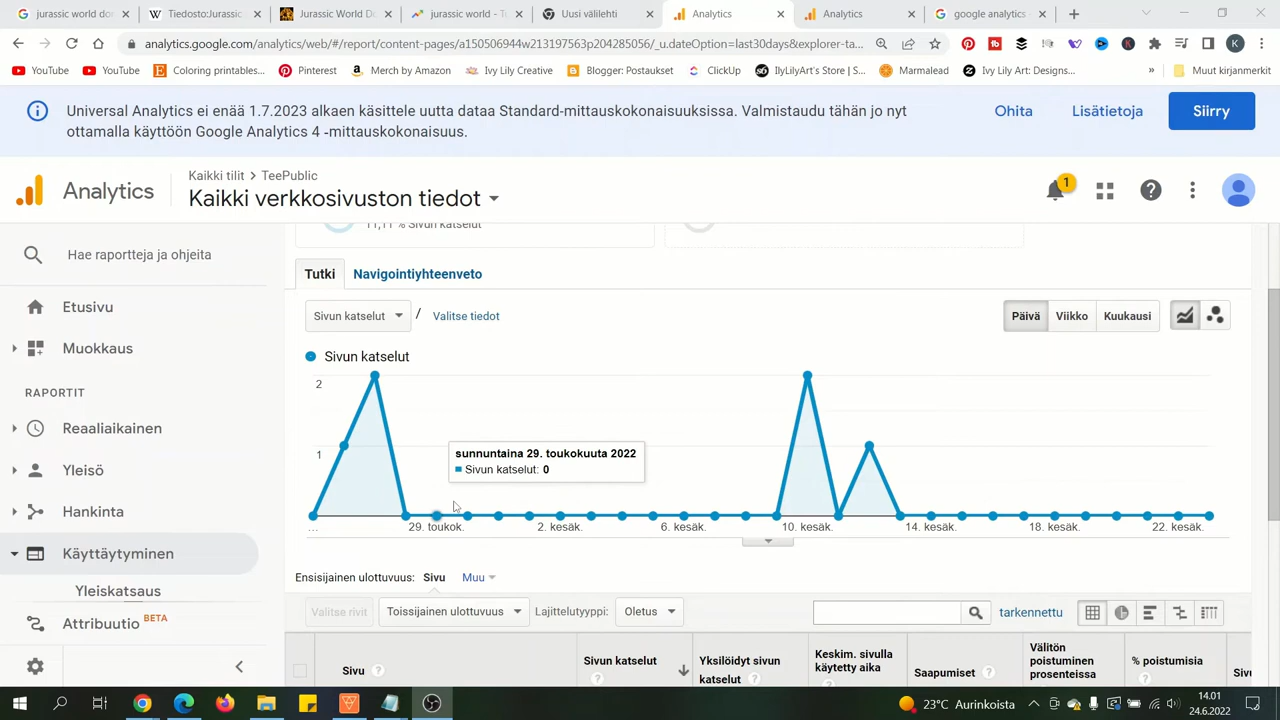 jurassic world do
Tiedosto:Jurassic
Jurassic World Do
jurassic world - T
Uusi välilehti
Analytics
Analytics
google analytics -
analytics.google.com/analytics/web/#/report/content-pages/a158606944w213197563p204285056/_u.dateOption=last30days&explorer-ta...
YouTube
YouTube
Coloring printables...
Pinterest
Merch by Amazon
Ivy Lily Creative
Blogger: Postaukset
ClickUp
IlyLilyArt's Store | S...
Marmalead
Ivy Lily Art: Designs...
»
Muut kirjanmerkit
Universal Analytics ei enää 1.7.2023 alkaen käsittele uutta dataa Standard-mittauskokonaisuuksissa. Valmistaudu tähän jo nyt
ottamalla käyttöön Google Analytics 4 -mittauskokonaisuus.
Ohita
Lisätietoja
Siirry
Analytics
Kaikki tilit > TeePublic
Kaikki verkkosivuston tiedot
1
Hae raportteja ja ohjeita
Etusivu
Muokkaus
RAPORTIT
Reaaliaikainen
Yleisö
Hankinta
Käyttäytyminen
Yleiskatsaus
Attribuutio BETA
11,11 % Sivun katselut
Tutki
Navigointiyhteenveto
Sivun katselut
/
Valitse tiedot
Päivä
Viikko
Kuukausi
Sivun katselut
2
1
sunnuntaina 29. toukokuuta 2022
Sivun katselut: 0
...
29. toukok.
2. kesäk.
6. kesäk.
10. kesäk.
14. kesäk.
18. kesäk.
22. kesäk.
Ensisijainen ulottuvuus:
Sivu
Muu
Valitse rivit
Toissijainen ulottuvuus
Lajittelutyyppi:
Oletus
tarkennettu
Sivu
Sivun katselut
Yksilöidyt sivun
katselut
Keskim. sivulla
käytetty aika
Saapumiset
Välitön
poistuminen
prosenteissa
% poistumisia
Sivu
23°C Aurinkoista
14.01
24.6.2022